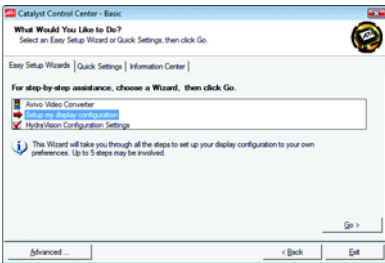 Catalyst Control Center - Basic
What Would You Like to Do?
Select an Easy Setup Wizard or Quick Settings, then click Go.
Easy Setup Wizards Quick Settings Information Center
For step-by-step assistance, choose a Wizard, then click Go.
Avivo Video Converter
Setup my display configuration
HydraVision Configuration Settings
This Wizard will take you through all the steps to set up your display configuration to your own
preferences. Up to 5 steps may be involved.
Go >
Advanced ... < Back Exit